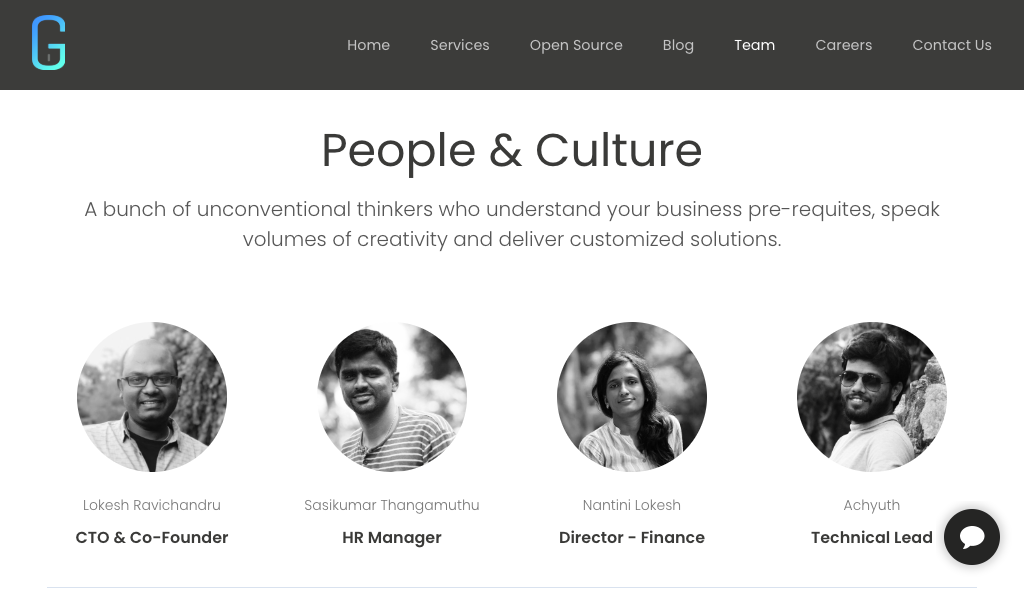 G
Home Services Open Source Blog Team Careers Contact Us
People & Culture
A bunch of unconventional thinkers who understand your business pre-requites, speak
volumes of creativity and deliver customized solutions.
Lokesh Ravichandru Sasikumar Thangamuthu Nantini Lokesh Achyuth
CTO & Co-Founder HR Manager Director - Finance Technical Lead